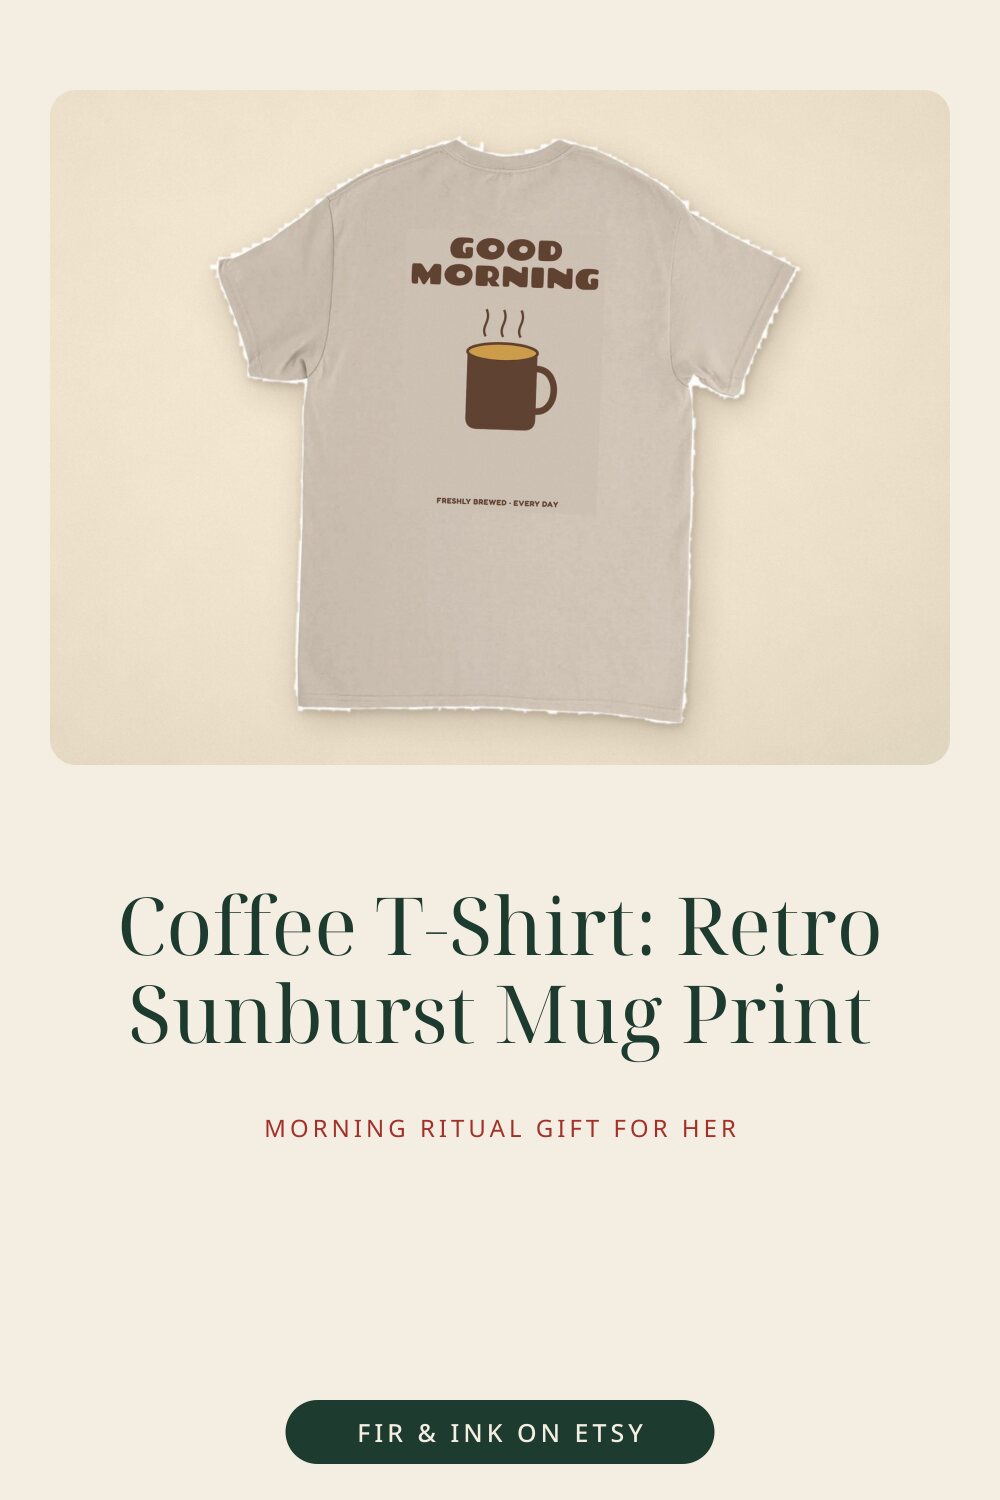 GOOD
MORNING
FRESHLY BREWED - EVERY DAY
Coffee T-Shirt: Retro
Sunburst Mug Print
MORNING RITUAL GIFT FOR HER
FIR & INK ON ETSY